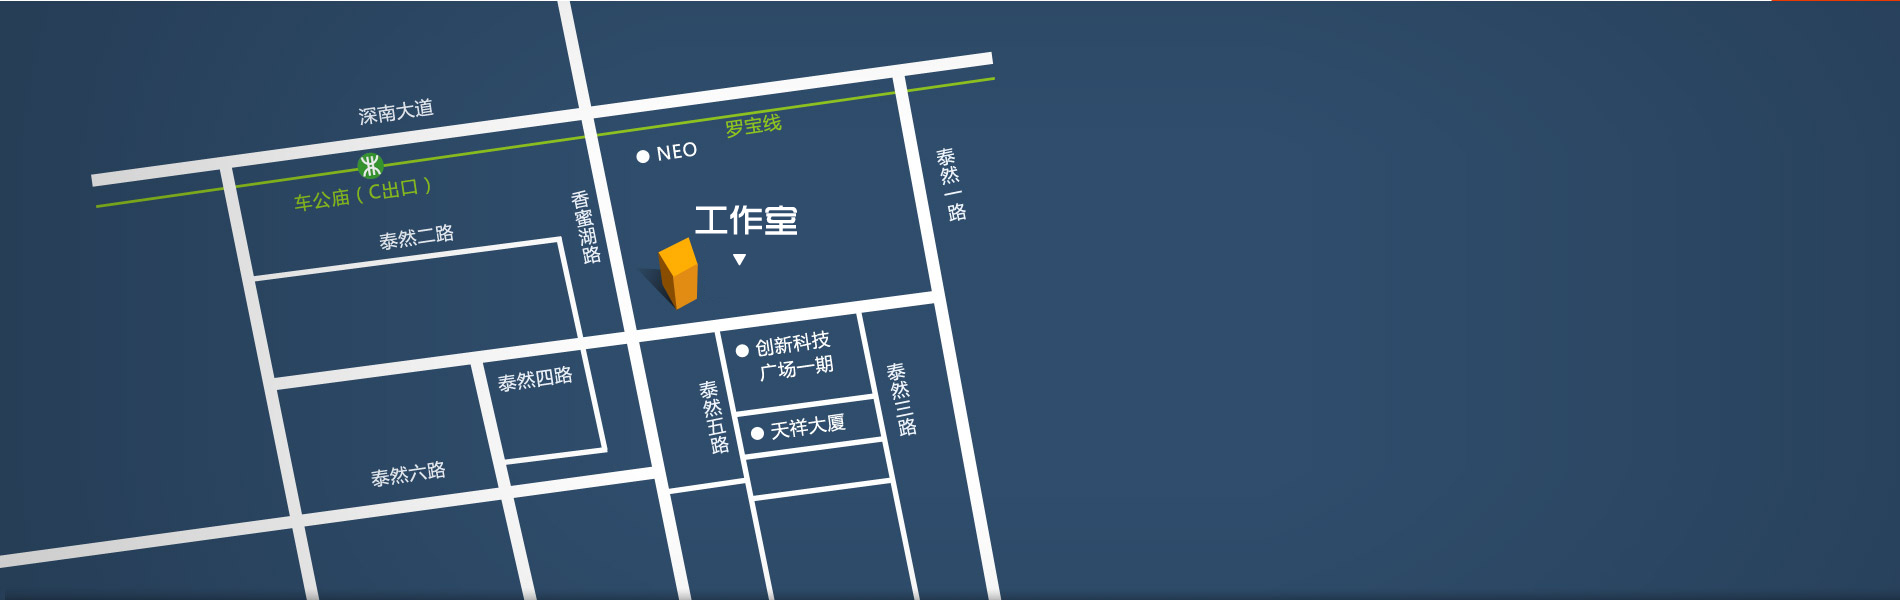 深南大道
罗宝线
NEO
车公庙（C出口）
泰然一路
香蜜湖路
工作室
泰然二路
创新科技
广场一期
泰然四路
泰然三路
泰然五路
天祥大厦
泰然六路